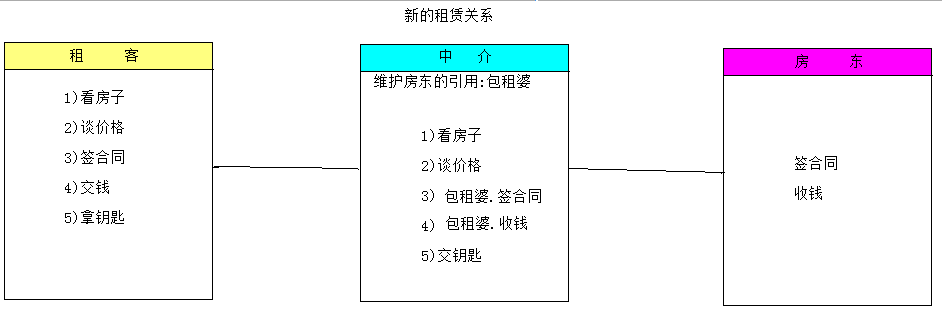 新的租赁关系
租 客
1)看房子
2)谈价格
3)签合同
4)交钱
5)拿钥匙
中 介
维护房东的引用:包租婆
1)看房子
2)谈价格
3) 包租婆.签合同
4) 包租婆.收钱
5)交钥匙
房 东
签合同
收钱